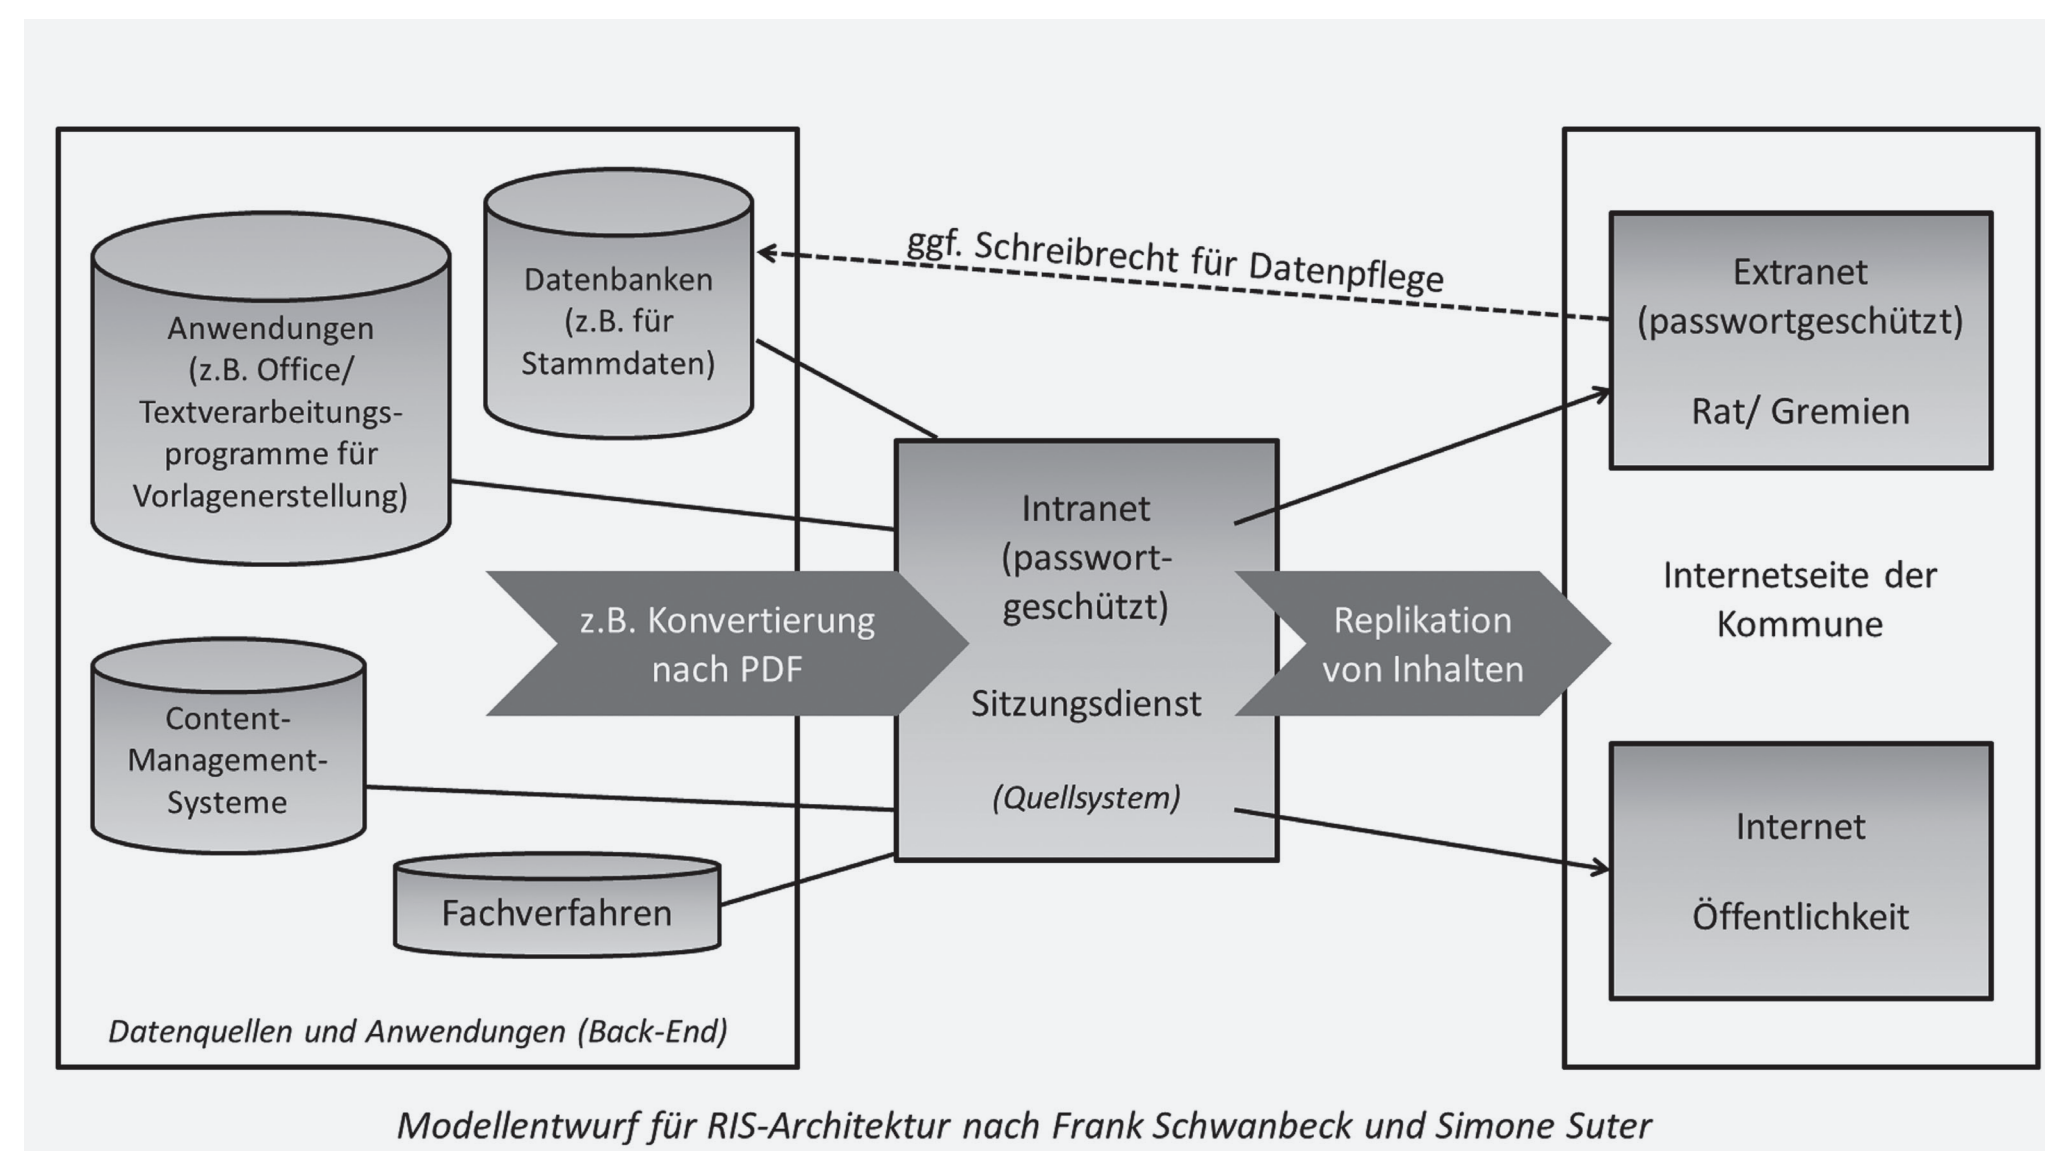 Anwendungen
(z.B. Office/
Textverarbeitungs-
programme für
Vorlagenerstellung)
Datenbanken
(z.B. für
Stammdaten)
Content-
Management-
Systeme
Fachverfahren
Datenquellen und Anwendungen (Back-End)
z.B. Konvertierung
nach PDF
ggf. Schreibrecht für Datenpflege
Intranet
(passwort-
geschützt)
Sitzungsdienst
(Quellsystem)
Replikation
von Inhalten
Extranet
(passwortgeschützt)
Rat/ Gremien
Internetseite der
Kommune
Internet
Öffentlichkeit
Modellentwurf für RIS-Architektur nach Frank Schwanbeck und Simone Suter